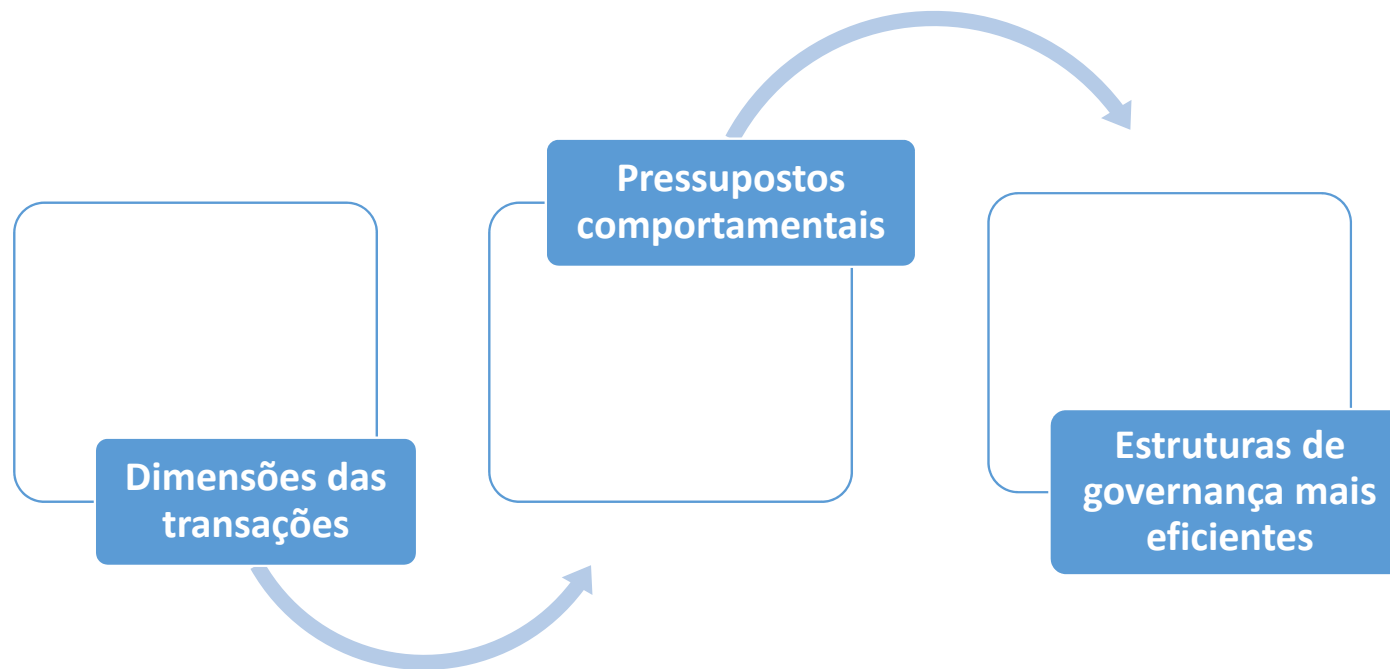 Dimensões das
transações
Pressupostos
comportamentais
Estruturas de
governança mais
eficientes